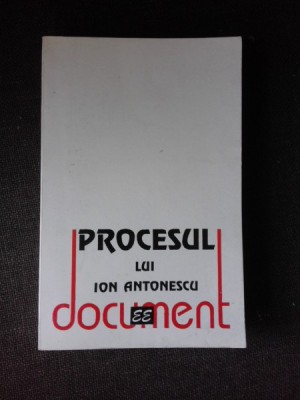 PROCESUL
LUI
ION ANTONESCU
document
EE